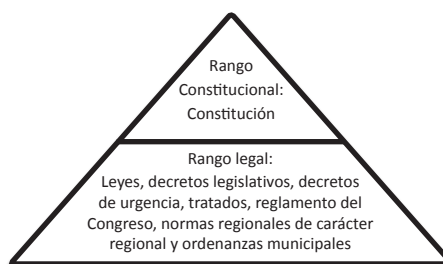 Rango
Constitucional:
Constitución
Rango legal:
Leyes, decretos legislativos, decretos
de urgencia, tratados, reglamento del
Congreso, normas regionales de carácter
regional y ordenanzas municipales